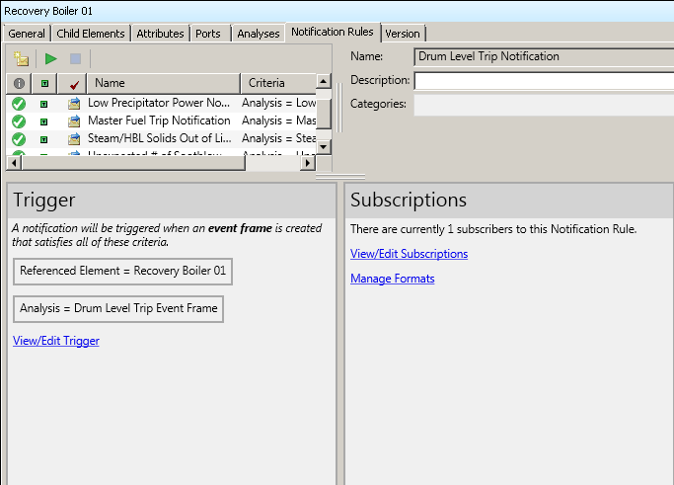 Recovery Boiler 01
General Child Elements Attributes Ports Analyses Notification Rules Version
Name: Drum Level Trip Notification
Description:
Categories:
Name Criteria
Low Precipitator Power No... Analysis = Low
Master Fuel Trip Notification Analysis = Mas
Steam/HBL Solids Out of Li... Analysis = Stea
Trigger
A notification will be triggered when an event frame is created
that satisfies all of these criteria.
Referenced Element = Recovery Boiler 01
Analysis = Drum Level Trip Event Frame
View/Edit Trigger
Subscriptions
There are currently 1 subscribers to this Notification Rule.
View/Edit Subscriptions
Manage Formats